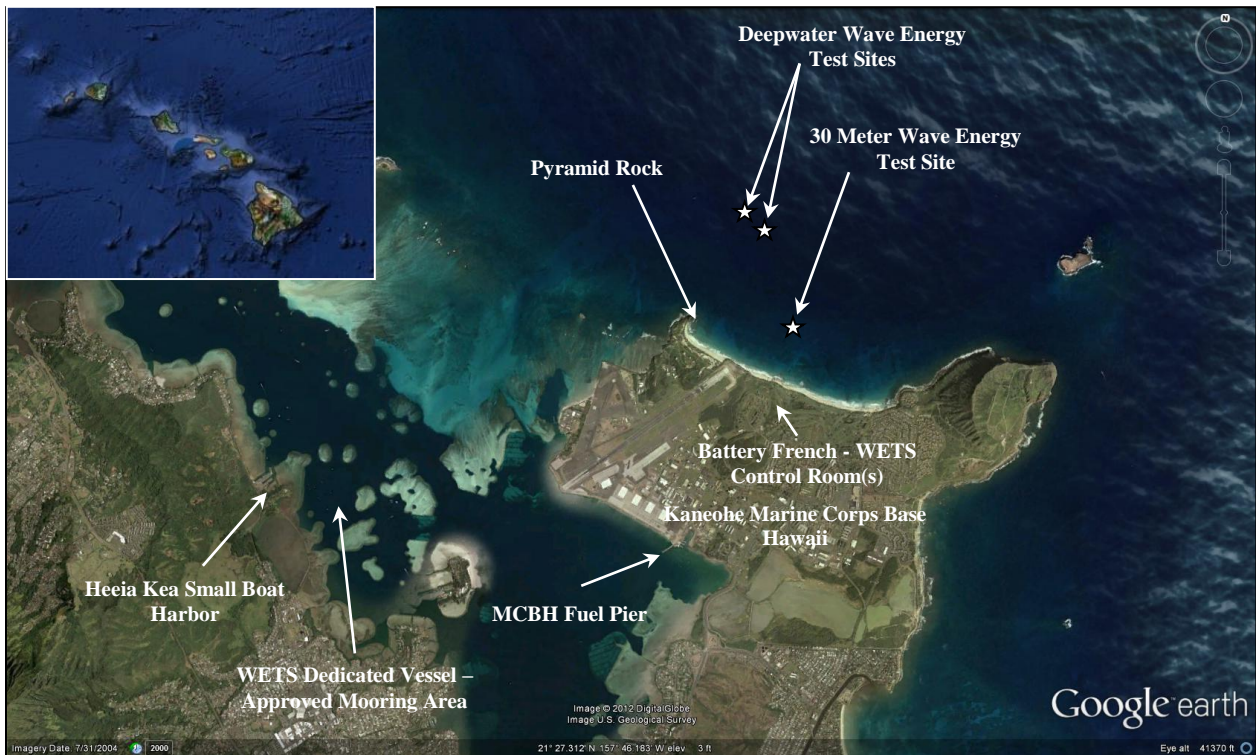 Deepwater Wave Energy
Test Sites
N
30 Meter Wave Energy
Test Site
Pyramid Rock
Battery French - WETS
Control Room(s)
Kaneohe Marine Corps Base
Hawaii
Heeia Kea Small Boat
Harbor
MCBH Fuel Pier
WETS Dedicated Vessel –
Approved Mooring Area
Image © 2012 DigitalGlobe
Image U.S. Geological Survey
Google earth
Imagery Date: 7/31/2004 2000 21° 27.312' N 157° 46.183' W elev 3 ft Eye alt 41370 ft